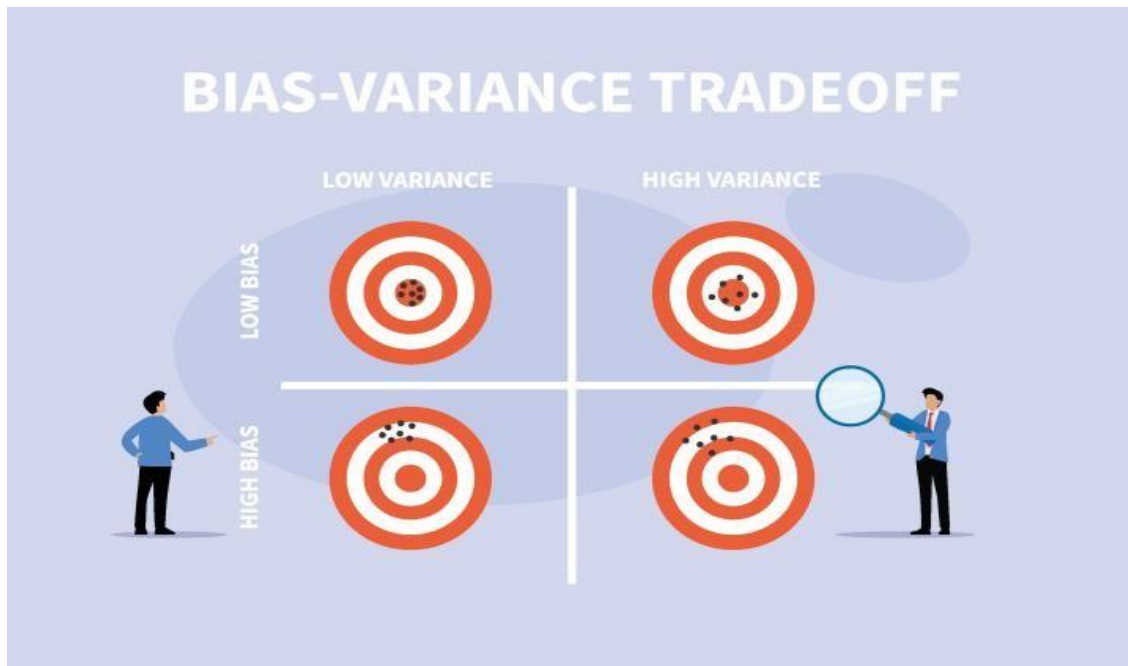 BIAS-VARIANCE TRADEOFF
LOW VARIANCE
HIGH VARIANCE
LOW BIAS
HIGH BIAS